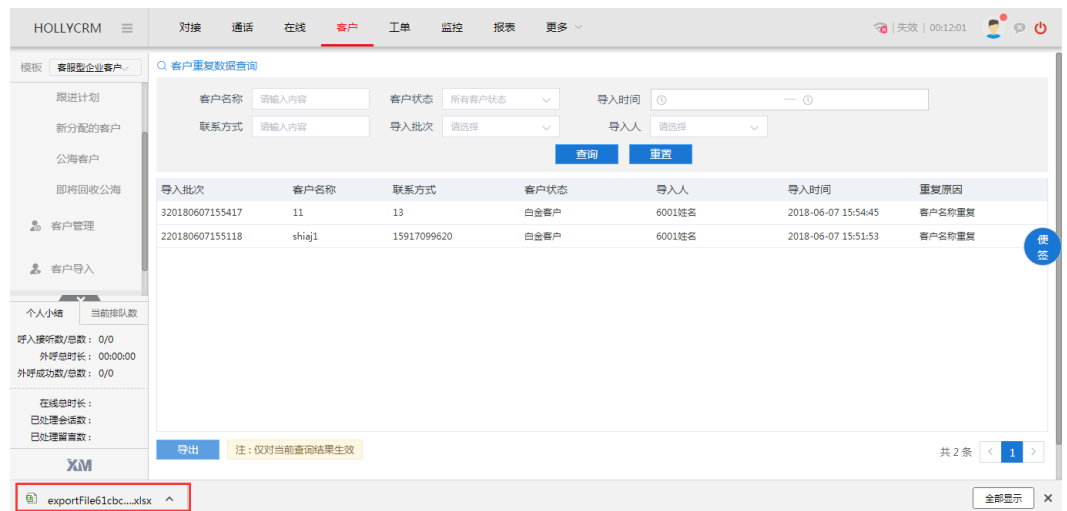 HOLLYCRM 对接 通话 在线 客户 工单 监控 报表 更多 失效 00:12:01
模板 客服型企业客户
跟进计划
新分配的客户
公海客户
即将回收公海
客户管理
客户导入
个人小结 当前排队数
呼入接听数/总数: 0/0
外呼总时长: 00:00:00
外呼成功数/总数: 0/0
在线总时长:
已处理会话数:
已处理留言数:
XM
客户重复数据查询
客户名称 请输入内容 客户状态 所有客户状态 导入时间 —
联系方式 请输入内容 导入批次 请选择 导入人 请选择
查询 重置
导入批次 客户名称 联系方式 客户状态 导入人 导入时间 重复原因
320180607155417 11 13 白金客户 6001姓名 2018-06-07 15:54:45 客户名称重复
220180607155118 shiaj1 15917099620 白金客户 6001姓名 2018-06-07 15:51:53 客户名称重复
便
签
导出 注:仅对当前查询结果生效 共 2 条 < 1 >
exportFile61cbc....xlsx 全部显示